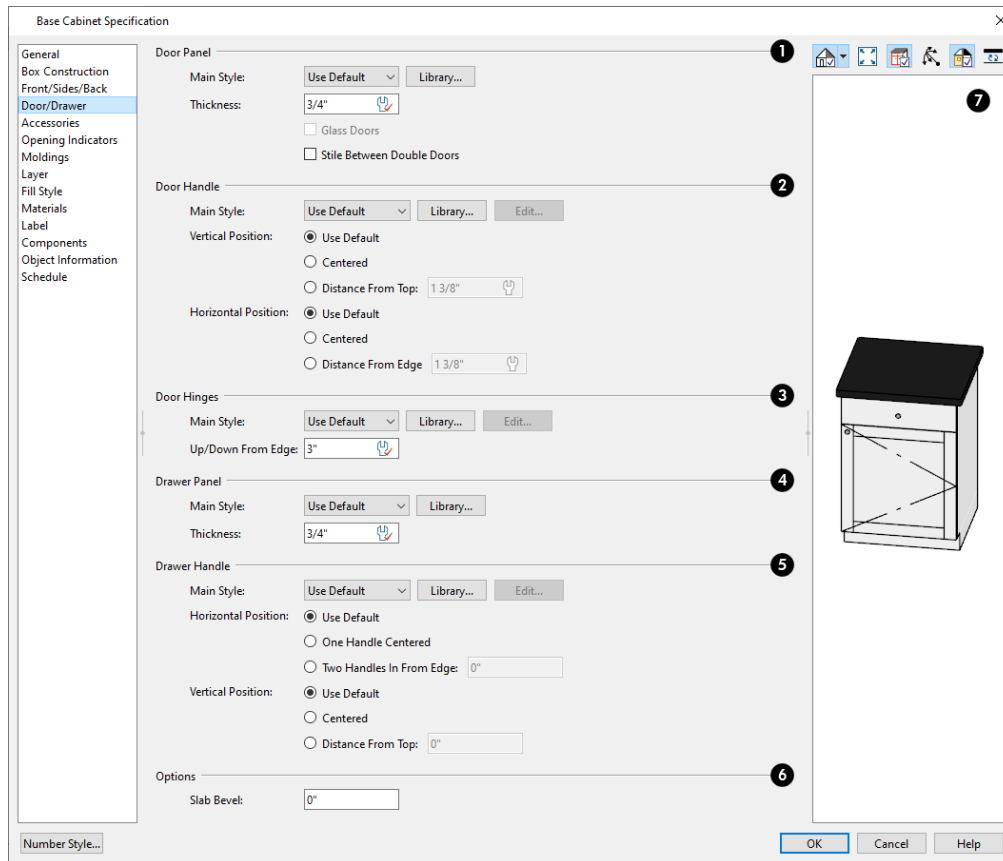 Base Cabinet Specification
General
Box Construction
Front/Sides/Back
Door/Drawer
Accessories
Opening Indicators
Moldings
Layer
Fill Style
Materials
Label
Components
Object Information
Schedule
Door Panel 1
Main Style: Use Default Library...
Thickness: 3/4"
Glass Doors
Stile Between Double Doors
Door Handle 2
Main Style: Use Default Library... Edit...
Vertical Position: Use Default
Centered
Distance From Top: 1 3/8"
Horizontal Position: Use Default
Centered
Distance From Edge 1 3/8"
Door Hinges 3
Main Style: Use Default Library... Edit...
Up/Down From Edge: 3"
Drawer Panel 4
Main Style: Use Default Library...
Thickness: 3/4"
Drawer Handle 5
Main Style: Use Default Library... Edit...
Horizontal Position: Use Default
One Handle Centered
Two Handles In From Edge: 0"
Vertical Position: Use Default
Centered
Distance From Top: 0"
Options 6
Slab Bevel: 0"
7
Number Style... OK Cancel Help